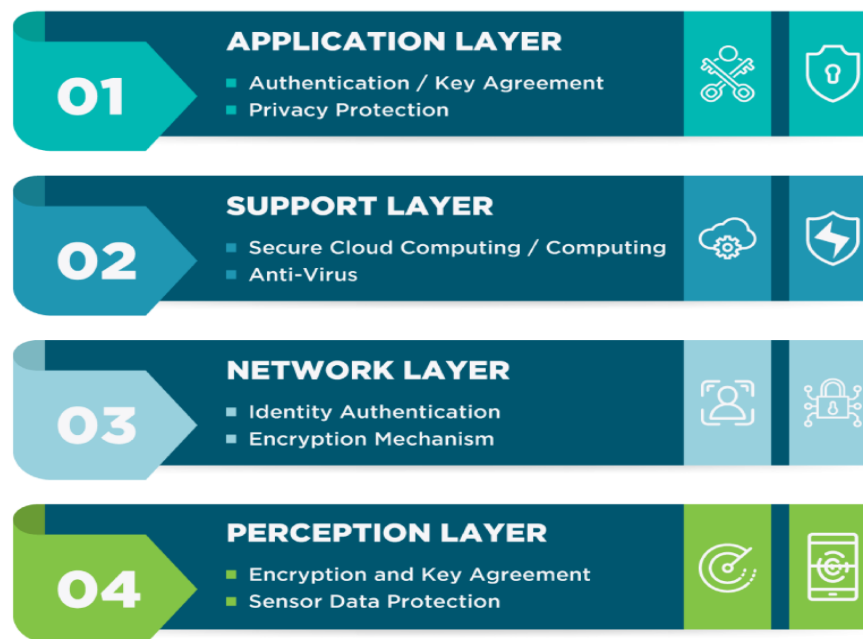 01
APPLICATION LAYER
Authentication / Key Agreement
Privacy Protection
02
SUPPORT LAYER
Secure Cloud Computing / Computing
Anti-Virus
03
NETWORK LAYER
Identity Authentication
Encryption Mechanism
04
PERCEPTION LAYER
Encryption and Key Agreement
Sensor Data Protection